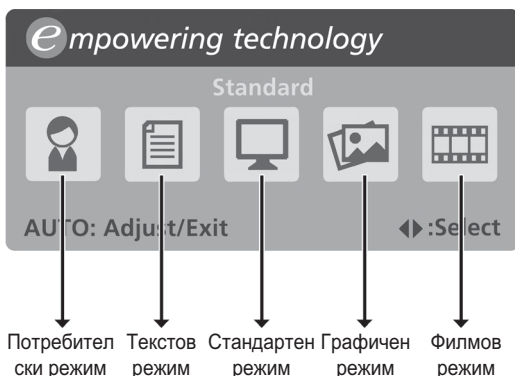 empowering technology
Standard
AUTO: Adjust/Exit
:Select
Потребител
ски режим
Текстов
режим
Стандартен
режим
Графичен
режим
Филмов
режим